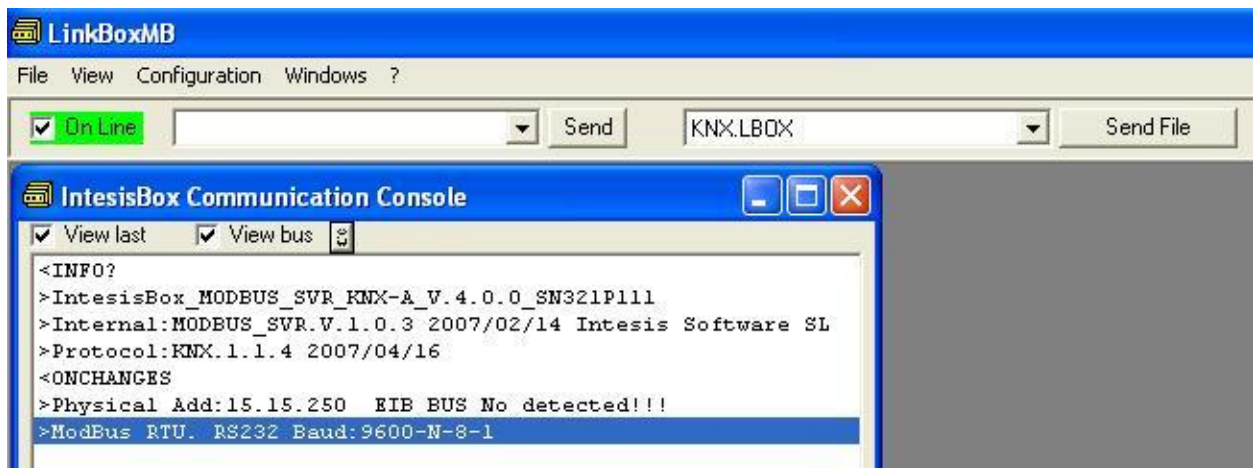 LinkBoxMB
File View Configuration Windows ?
On Line Send KNX.LBOX Send File
IntesisBox Communication Console
View last View bus
<INFO?
>IntesisBox_MODBUS_SVR_KNX-A_V.4.0.0_SN321P111
>Internal:MODBUS_SVR.V.1.0.3 2007/02/14 Intesis Software SL
>Protocol:KNX.1.1.4 2007/04/16
<ONCHANGES
>Physical Add:15.15.250 EIB BUS No detected!!!
>ModBus RTU. RS232 Baud:9600-N-8-1